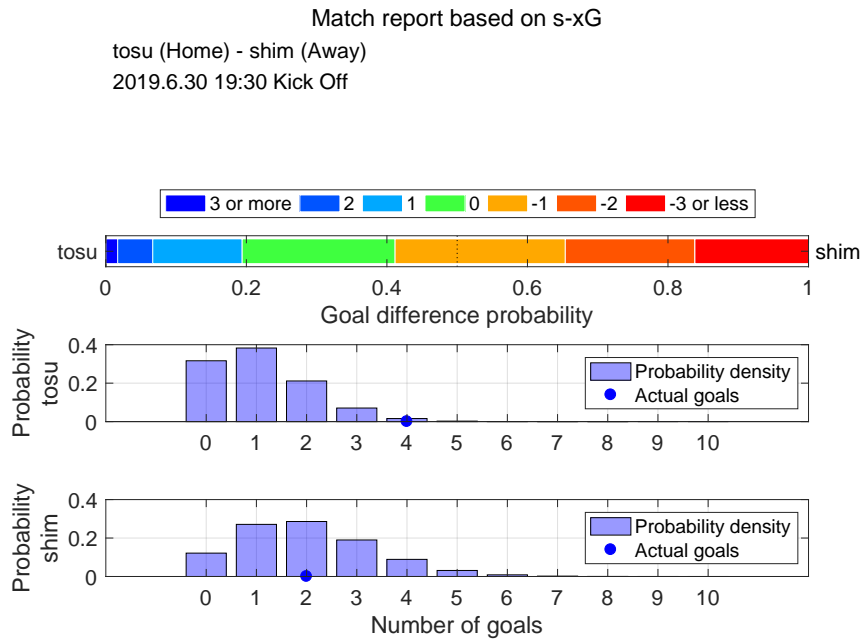 Match report based on s-xG
tosu (Home) - shim (Away)
2019.6.30 19:30 Kick Off
3 or more 2 1 0 -1 -2 -3 or less
tosu shim
0 0.2 0.4 0.6 0.8 1
Goal difference probability
Probability
tosu
0.4
0.2
0
Probability density
Actual goals
0 1 2 3 4 5 6 7 8 9 10
Probability
shim
0.4
0.2
0
Probability density
Actual goals
0 1 2 3 4 5 6 7 8 9 10
Number of goals